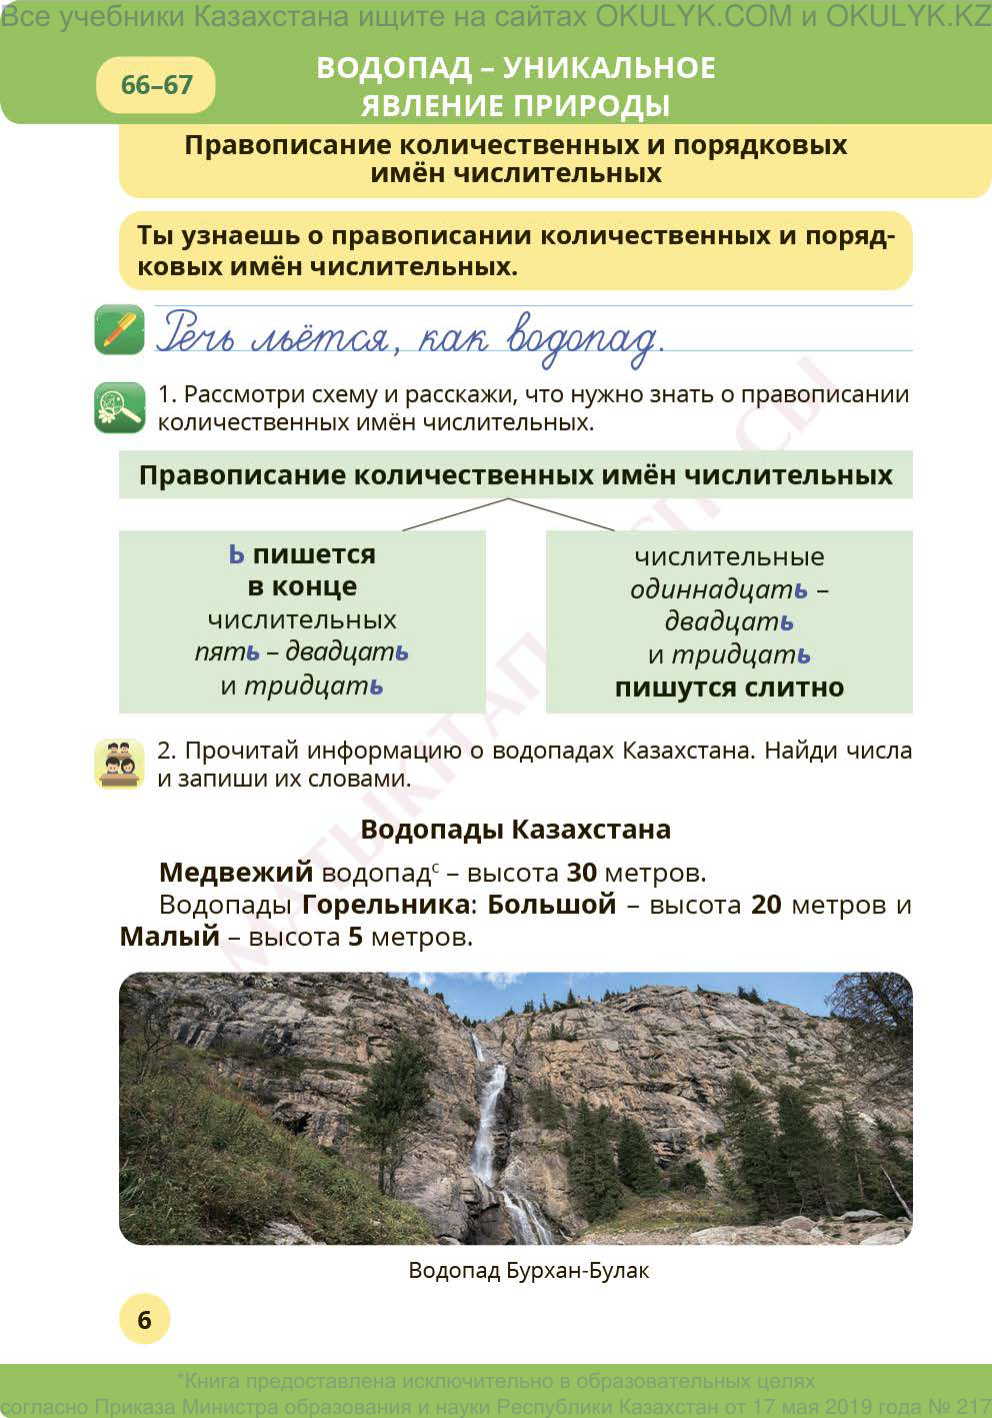 Все учебники Казахстана ищите на сайтах OKULYK.COM и OKULYK.KZ
66–67
ВОДОПАД – УНИКАЛЬНОЕ
ЯВЛЕНИЕ ПРИРОДЫ
Правописание количественных и порядковых
имён числительных
Ты узнаешь о правописании количественных и поряд-
ковых имён числительных.
Речь льётся, как водопад.
1. Рассмотри схему и расскажи, что нужно знать о правописании
количественных имён числительных.
Правописание количественных имён числительных
Ь пишется
в конце
числительных
пять – двадцать
и тридцать
числительные
одиннадцать –
двадцать
и тридцать
пишутся слитно
2. Прочитай информацию о водопадах Казахстана. Найди числа
и запиши их словами.
Водопады Казахстана
Медвежий водопадᶜ – высота 30 метров.
Водопады Горельника: Большой – высота 20 метров и
Малый – высота 5 метров.
Водопад Бурхан-Булак
6
*Книга предоставлена исключительно в образовательных целях
согласно Приказа Министра образования и науки Республики Казахстан от 17 мая 2019 года № 217